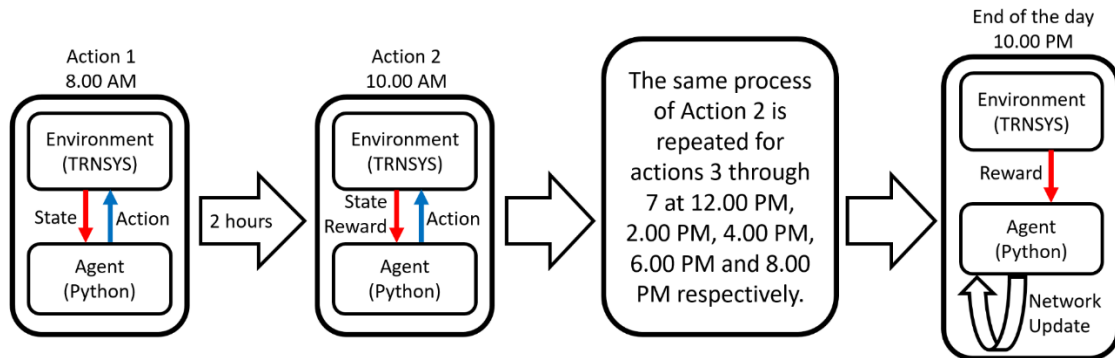 Action 1
8.00 AM
Environment
(TRNSYS)
State
Action
Agent
(Python)
2 hours
Action 2
10.00 AM
Environment
(TRNSYS)
State
Reward
Action
Agent
(Python)
The same process
of Action 2 is
repeated for
actions 3 through
7 at 12.00 PM,
2.00 PM, 4.00 PM,
6.00 PM and 8.00
PM respectively.
End of the day
10.00 PM
Environment
(TRNSYS)
Reward
Agent
(Python)
Network
Update